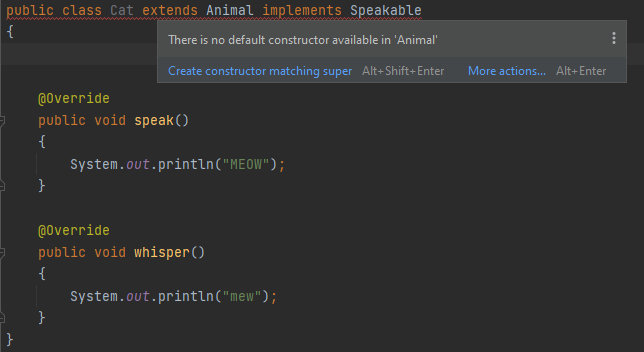 public class Cat extends Animal implements Speakable
{
There is no default constructor available in 'Animal'
Create constructor matching super Alt+Shift+Enter More actions... Alt+Enter
@Override
public void speak()
{
System.out.println("MEOW");
}
@Override
public void whisper()
{
System.out.println("mew");
}
}